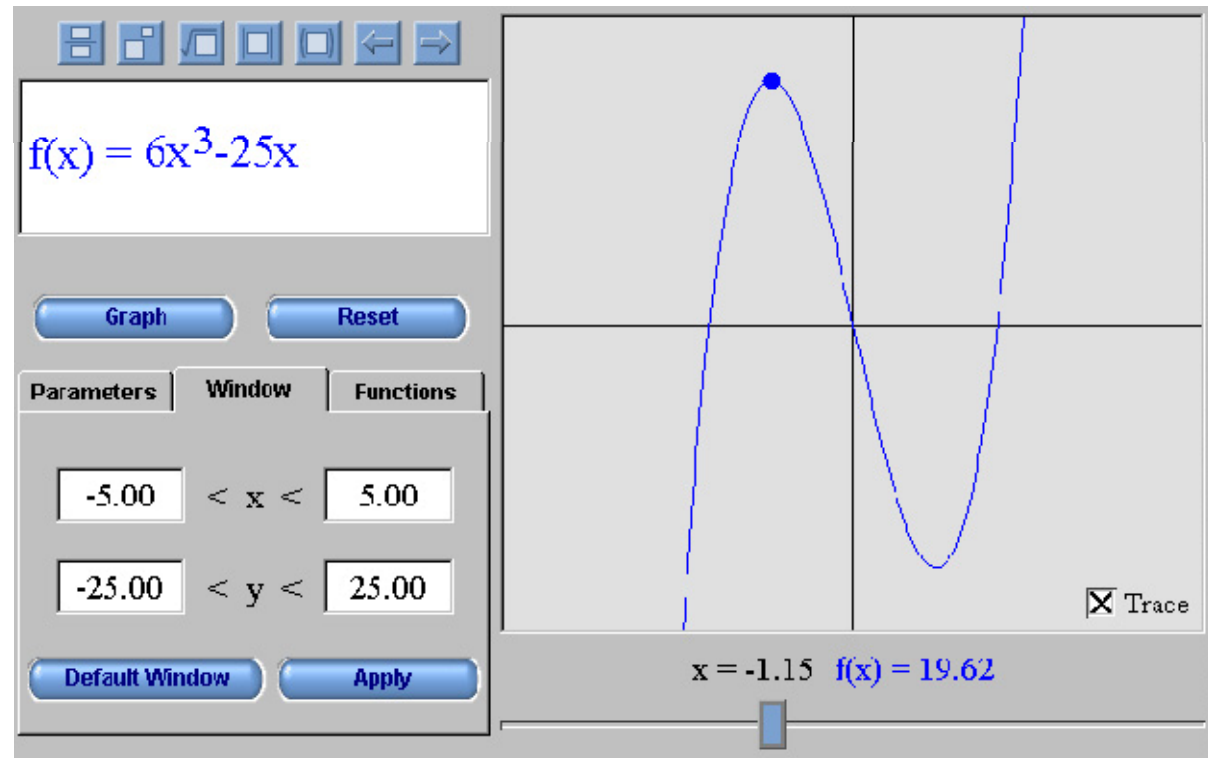 f(x) = 6x³-25x
Graph Reset
Parameters Window Functions
-5.00 < x < 5.00
-25.00 < y < 25.00
Default Window Apply
Trace
x = -1.15 f(x) = 19.62